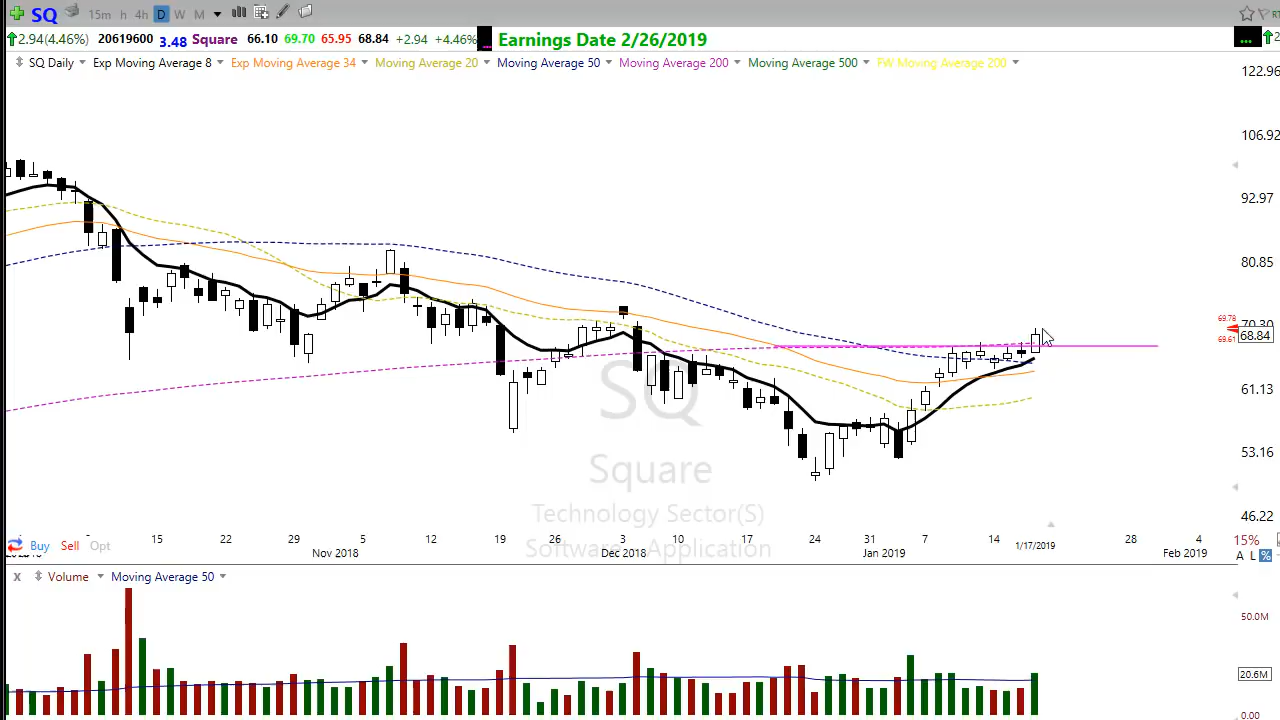 SQ 15m h 4h D W M
2.94(4.46%) 20619600 3.48 Square 66.10 69.70 65.95 68.84 +2.94 +4.46% ... Earnings Date 2/26/2019 ...
SQ Daily Exp Moving Average 8 Exp Moving Average 34 Moving Average 20 Moving Average 50 Moving Average 200 Moving Average 500 FW Moving Average 200
122.96
106.92
92.97
80.85
69.78
70.30
68.84
69.61
61.13
53.16
46.22
SQ
Square
Technology Sector(S)
Software - Application
15 22 29 5 12 19 26 3 10 17 24 31 7 14 1/17/2019 28 4
Nov 2018 Dec 2018 Jan 2019 Feb 2019
Buy Sell Opt
15%
A L %
x Volume Moving Average 50
50.0M
20.6M
0.00